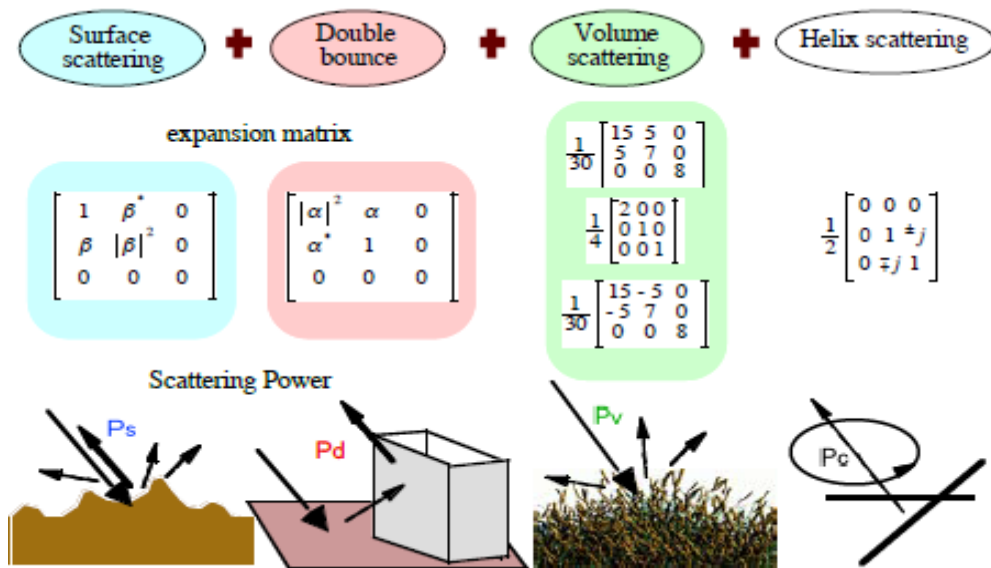 Surface scattering
+
Double bounce
+
Volume scattering
+
Helix scattering
expansion matrix
1 β* 0
β |β|² 0
0 0 0
|α|² α 0
α* 1 0
0 0 0
1/30
15 5 0
5 7 0
0 0 8
1/4
2 0 0
0 1 0
0 0 1
1/30
15 - 5 0
- 5 7 0
0 0 8
1/2
0 0 0
0 1 ±j
0 ∓j 1
Scattering Power
Ps
Pd
Pv
Pc